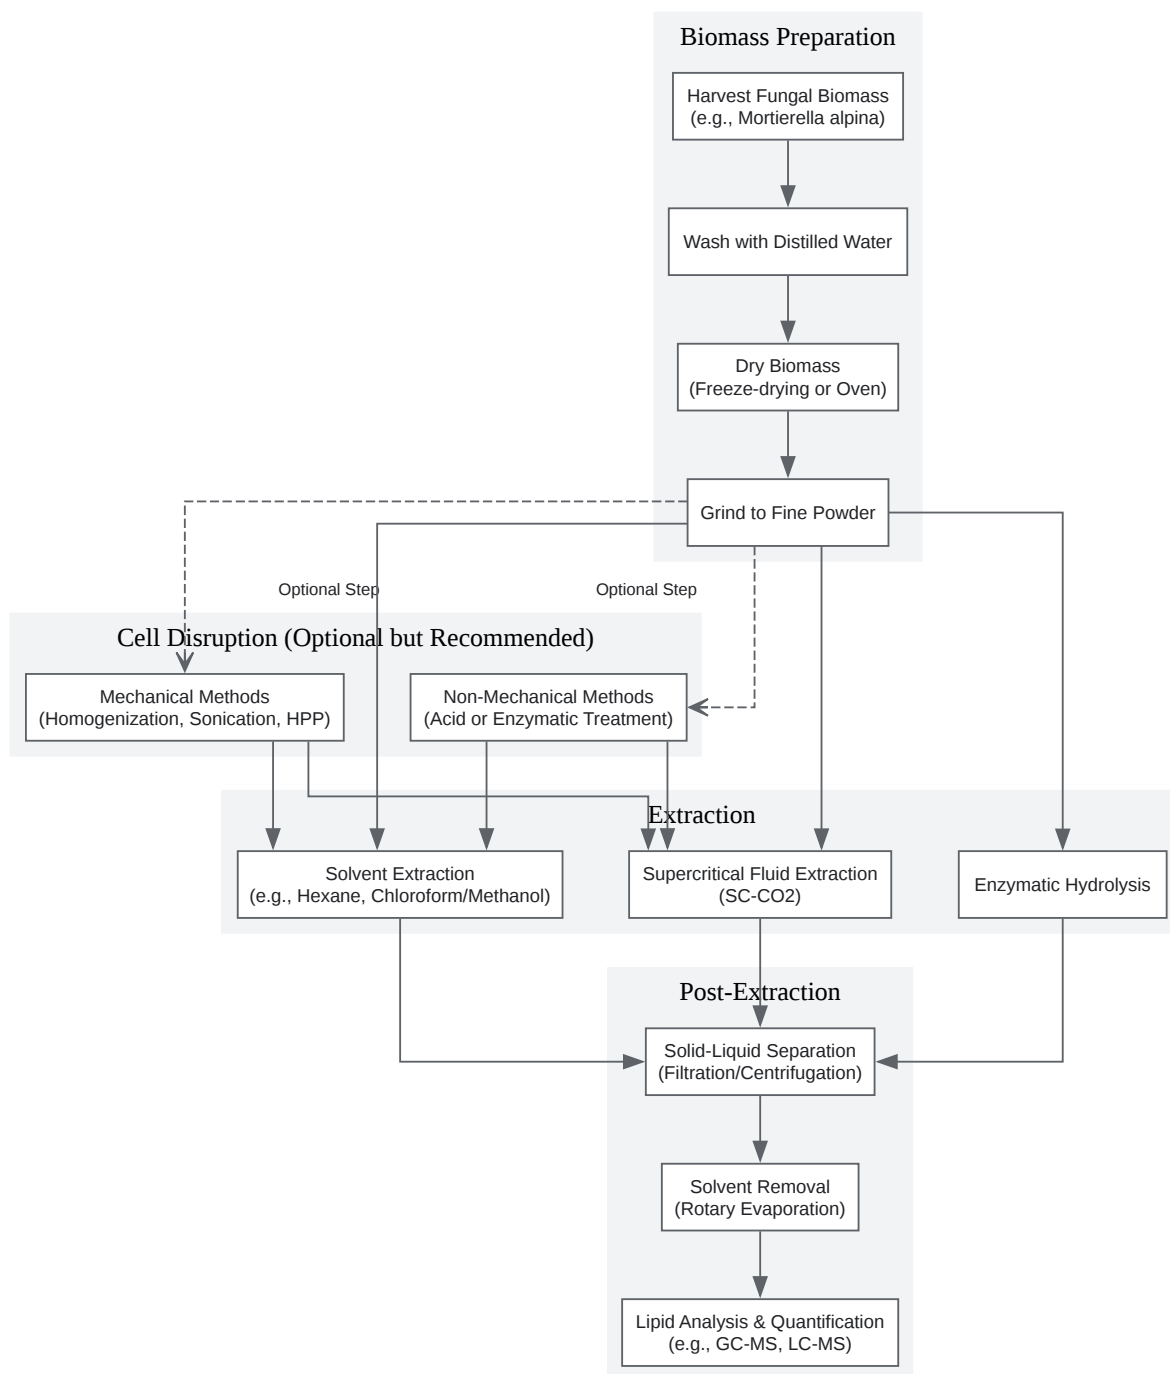 Biomass Preparation
Harvest Fungal Biomass
(e.g., Mortierella alpina)
Wash with Distilled Water
Dry Biomass
(Freeze-drying or Oven)
Grind to Fine Powder
Optional Step
Optional Step
Cell Disruption (Optional but Recommended)
Mechanical Methods
(Homogenization, Sonication, HPP)
Non-Mechanical Methods
(Acid or Enzymatic Treatment)
Extraction
Solvent Extraction
(e.g., Hexane, Chloroform/Methanol)
Supercritical Fluid Extraction
(SC-CO2)
Enzymatic Hydrolysis
Post-Extraction
Solid-Liquid Separation
(Filtration/Centrifugation)
Solvent Removal
(Rotary Evaporation)
Lipid Analysis & Quantification
(e.g., GC-MS, LC-MS)